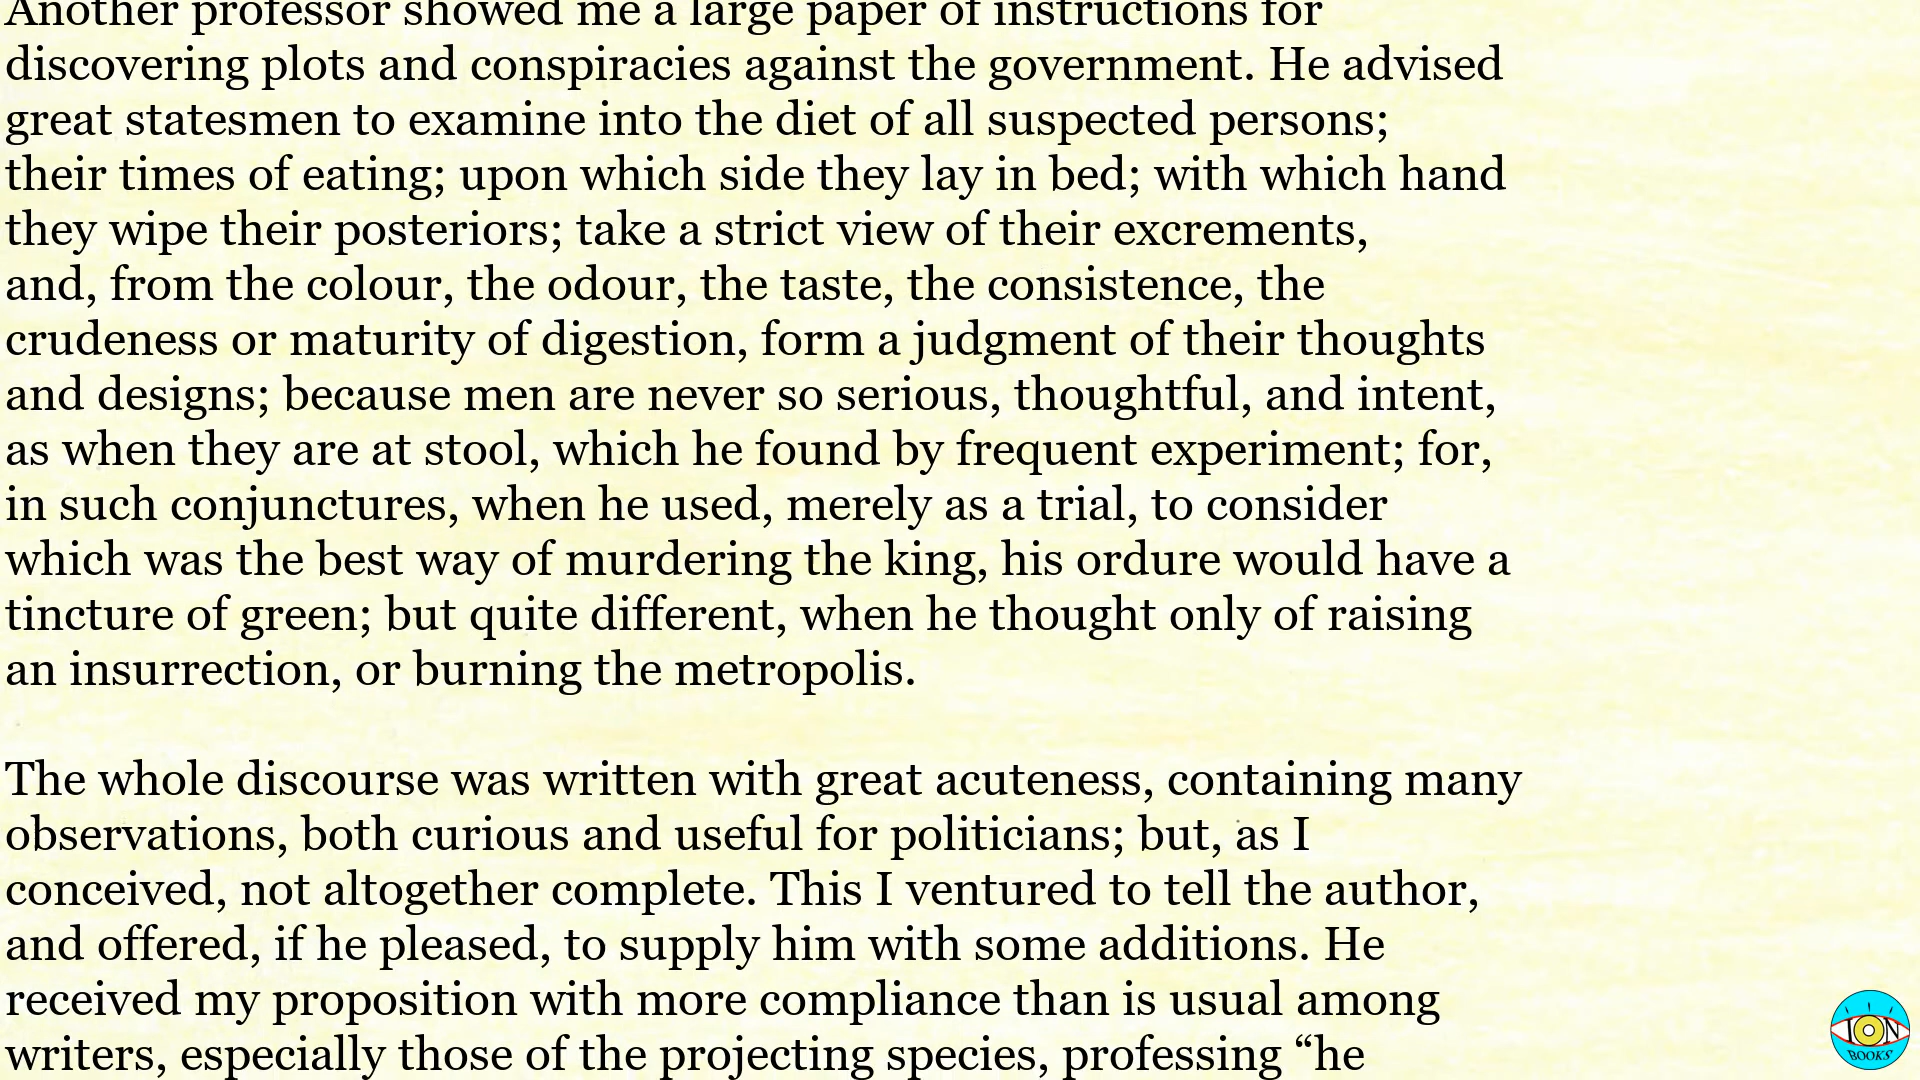 Another professor showed me a large paper of instructions for
discovering plots and conspiracies against the government. He advised
great statesmen to examine into the diet of all suspected persons;
their times of eating; upon which side they lay in bed; with which hand
they wipe their posteriors; take a strict view of their excrements,
and, from the colour, the odour, the taste, the consistence, the
crudeness or maturity of digestion, form a judgment of their thoughts
and designs; because men are never so serious, thoughtful, and intent,
as when they are at stool, which he found by frequent experiment; for,
in such conjunctures, when he used, merely as a trial, to consider
which was the best way of murdering the king, his ordure would have a
tincture of green; but quite different, when he thought only of raising
an insurrection, or burning the metropolis.
The whole discourse was written with great acuteness, containing many
observations, both curious and useful for politicians; but, as I
conceived, not altogether complete. This I ventured to tell the author,
and offered, if he pleased, to supply him with some additions. He
received my proposition with more compliance than is usual among
writers, especially those of the projecting species, professing “he
ION
BOOKS